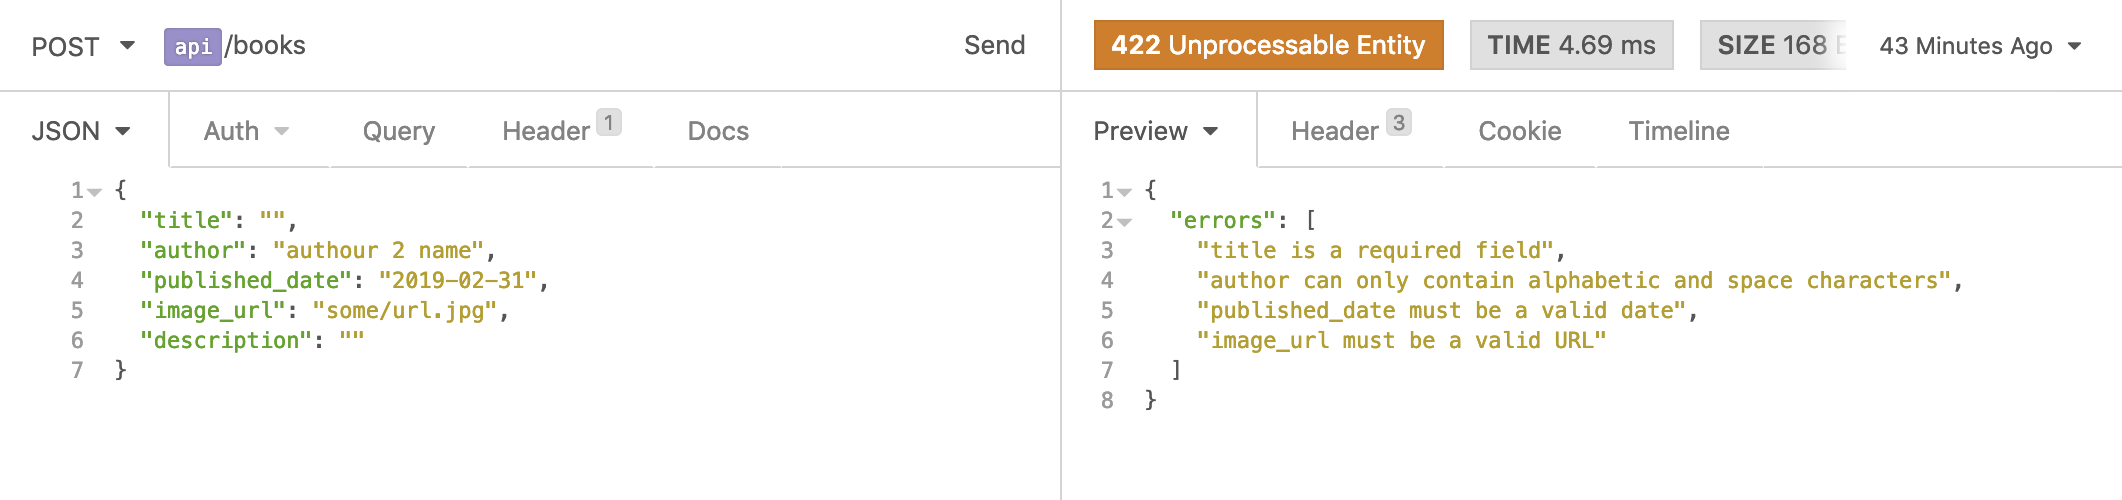 POST api/books Send
JSON Auth Query Header 1 Docs
1 {
2 "title": "",
3 "author": "authour 2 name",
4 "published_date": "2019-02-31",
5 "image_url": "some/url.jpg",
6 "description": ""
7 }
422 Unprocessable Entity TIME 4.69 ms SIZE 168 43 Minutes Ago
Preview Header 3 Cookie Timeline
1 {
2 "errors": [
3 "title is a required field",
4 "author can only contain alphabetic and space characters",
5 "published_date must be a valid date",
6 "image_url must be a valid URL"
7 ]
8 }